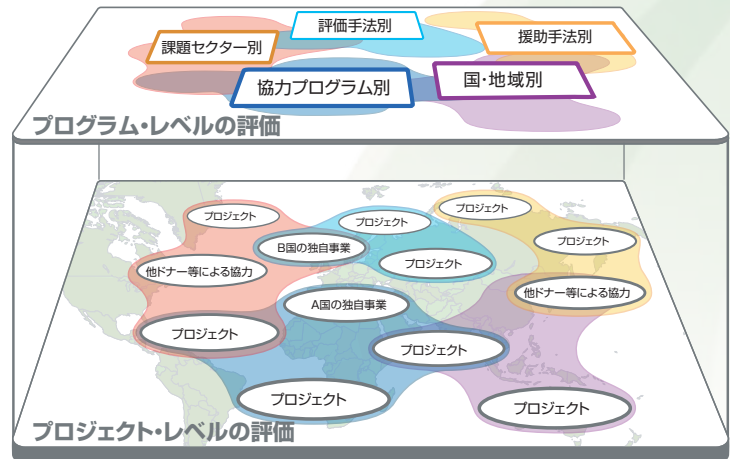 評価手法別
課題セクター別
援助手法別
協力プログラム別
国・地域別
プログラム・レベルの評価
プロジェクト
プロジェクト
プロジェクト
B国の独自事業
プロジェクト
プロジェクト
他ドナー等による協力
他ドナー等による協力
A国の独自事業
プロジェクト
プロジェクト
プロジェクト
プロジェクト
プロジェクト・レベルの評価